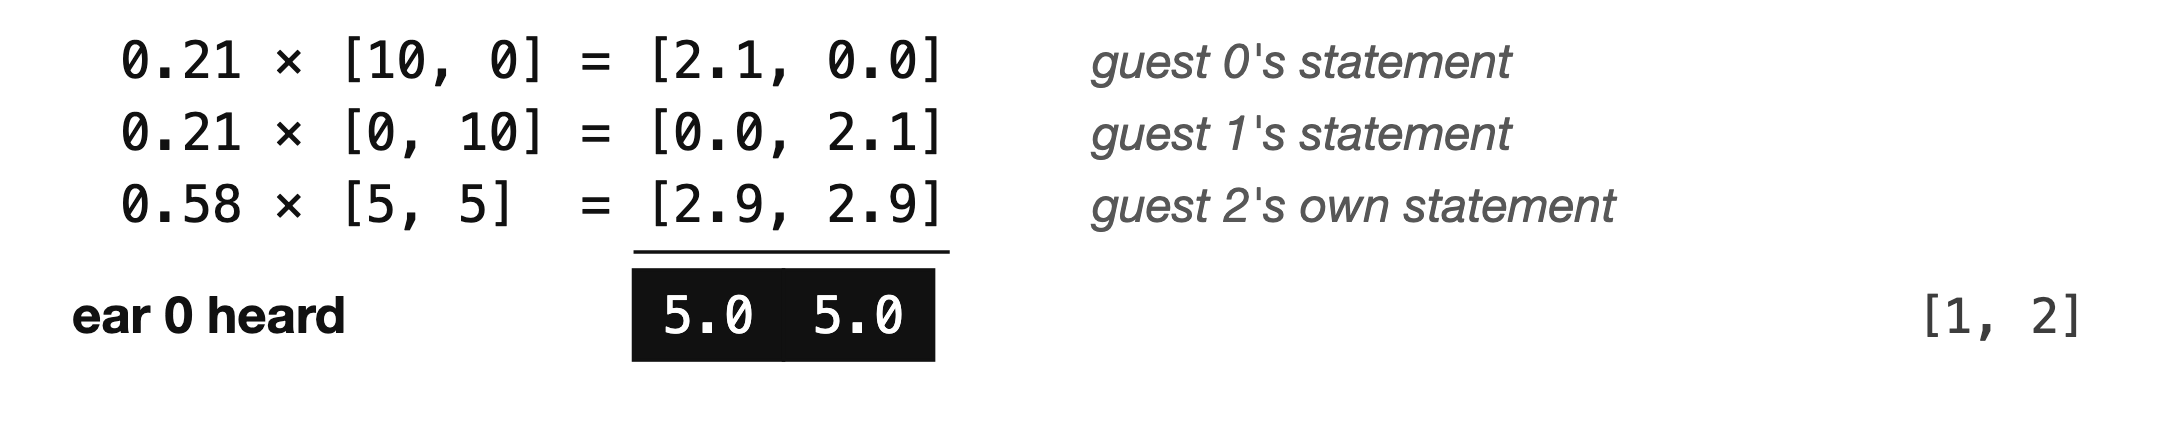 0.21 × [10, 0] = [2.1, 0.0] guest 0's statement
0.21 × [0, 10] = [0.0, 2.1] guest 1's statement
0.58 × [5, 5] = [2.9, 2.9] guest 2's own statement
ear 0 heard 5.0 5.0 [1, 2]